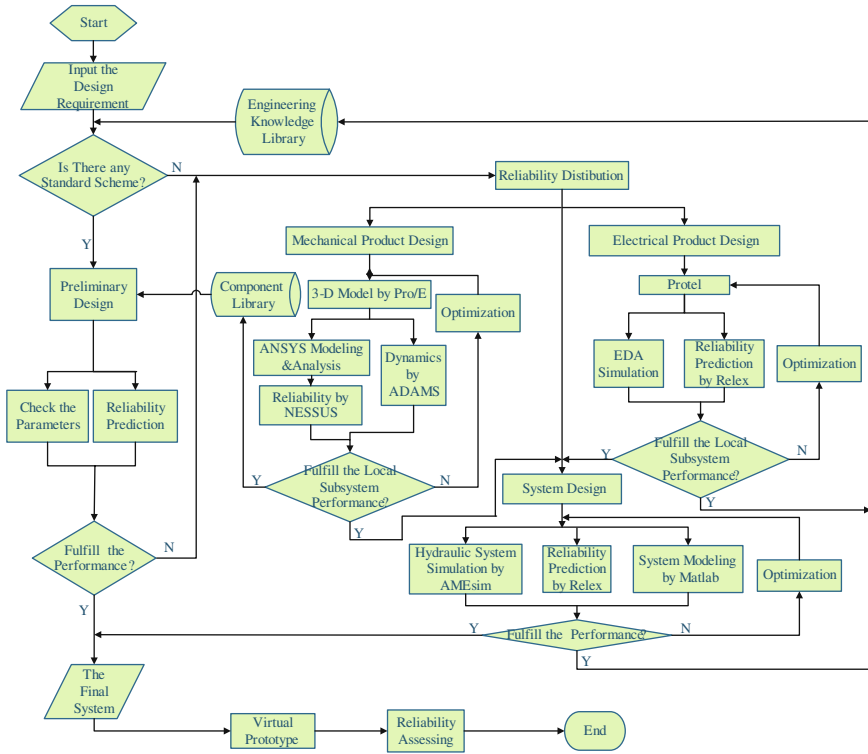 Start
Input the
Design
Requirement
Engineering
Knowledge
Library
Is There any
Standard Scheme?
N
Y
Reliability Distibution
Mechanical Product Design
Electrical Product Design
Preliminary
Design
Component
Library
3-D Model by Pro/E
Optimization
Protel
ANSYS Modeling
&Analysis
Dynamics
by
ADAMS
Reliability by
NESSUS
EDA
Simulation
Reliability
Prediction
by Relex
Optimization
Check the
Parameters
Reliability
Prediction
Fulfill the Local
Subsystem
Performance?
Y
N
Y
Fulfill the Local
Subsystem
Performance?
Y
N
Y
System Design
Fulfill the
Performance?
N
Y
Hydraulic System
Simulation by
AMEsim
Reliability
Prediction
by Relex
System Modeling
by Matlab
Optimization
Fulfill the Performance?
Y
N
Y
The
Final
System
Virtual
Prototype
Reliability
Assessing
End